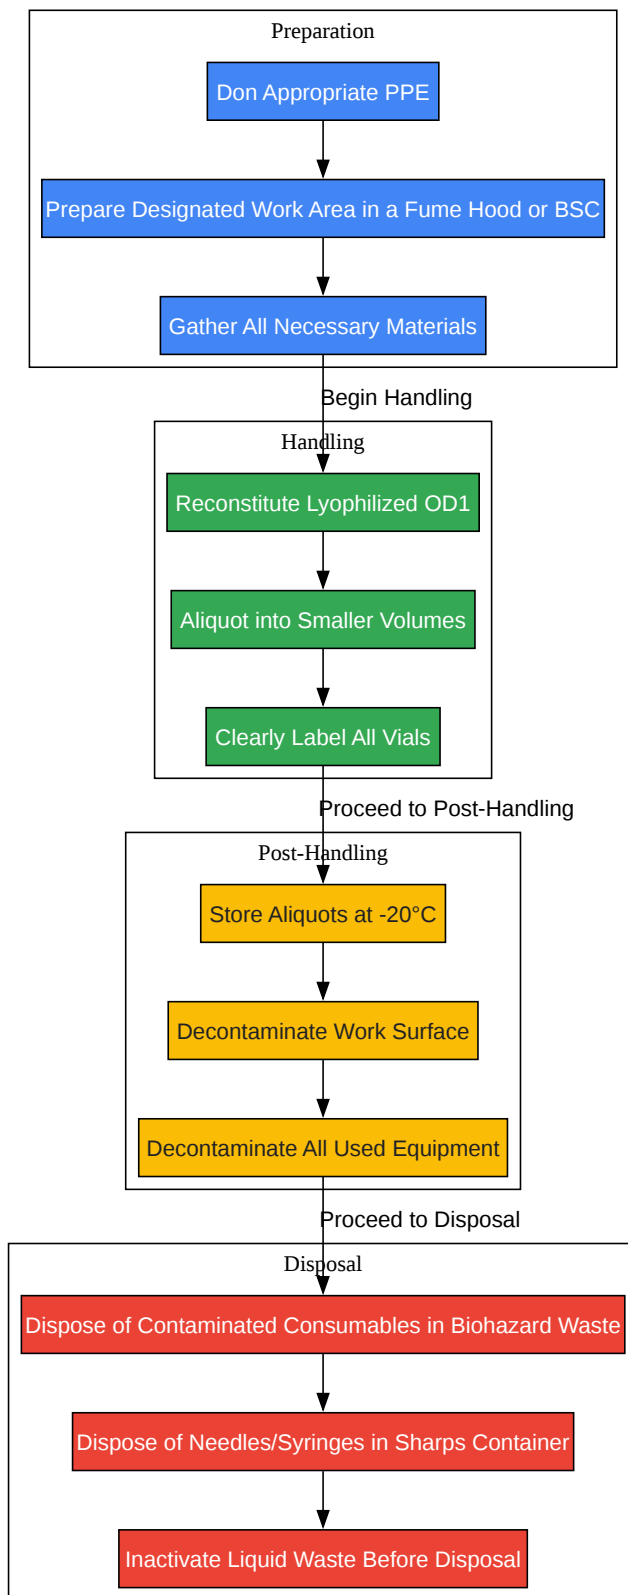 Preparation
Don Appropriate PPE
Prepare Designated Work Area in a Fume Hood or BSC
Gather All Necessary Materials
Begin Handling
Handling
Reconstitute Lyophilized OD1
Aliquot into Smaller Volumes
Clearly Label All Vials
Proceed to Post-Handling
Post-Handling
Store Aliquots at -20°C
Decontaminate Work Surface
Decontaminate All Used Equipment
Proceed to Disposal
Disposal
Dispose of Contaminated Consumables in Biohazard Waste
Dispose of Needles/Syringes in Sharps Container
Inactivate Liquid Waste Before Disposal